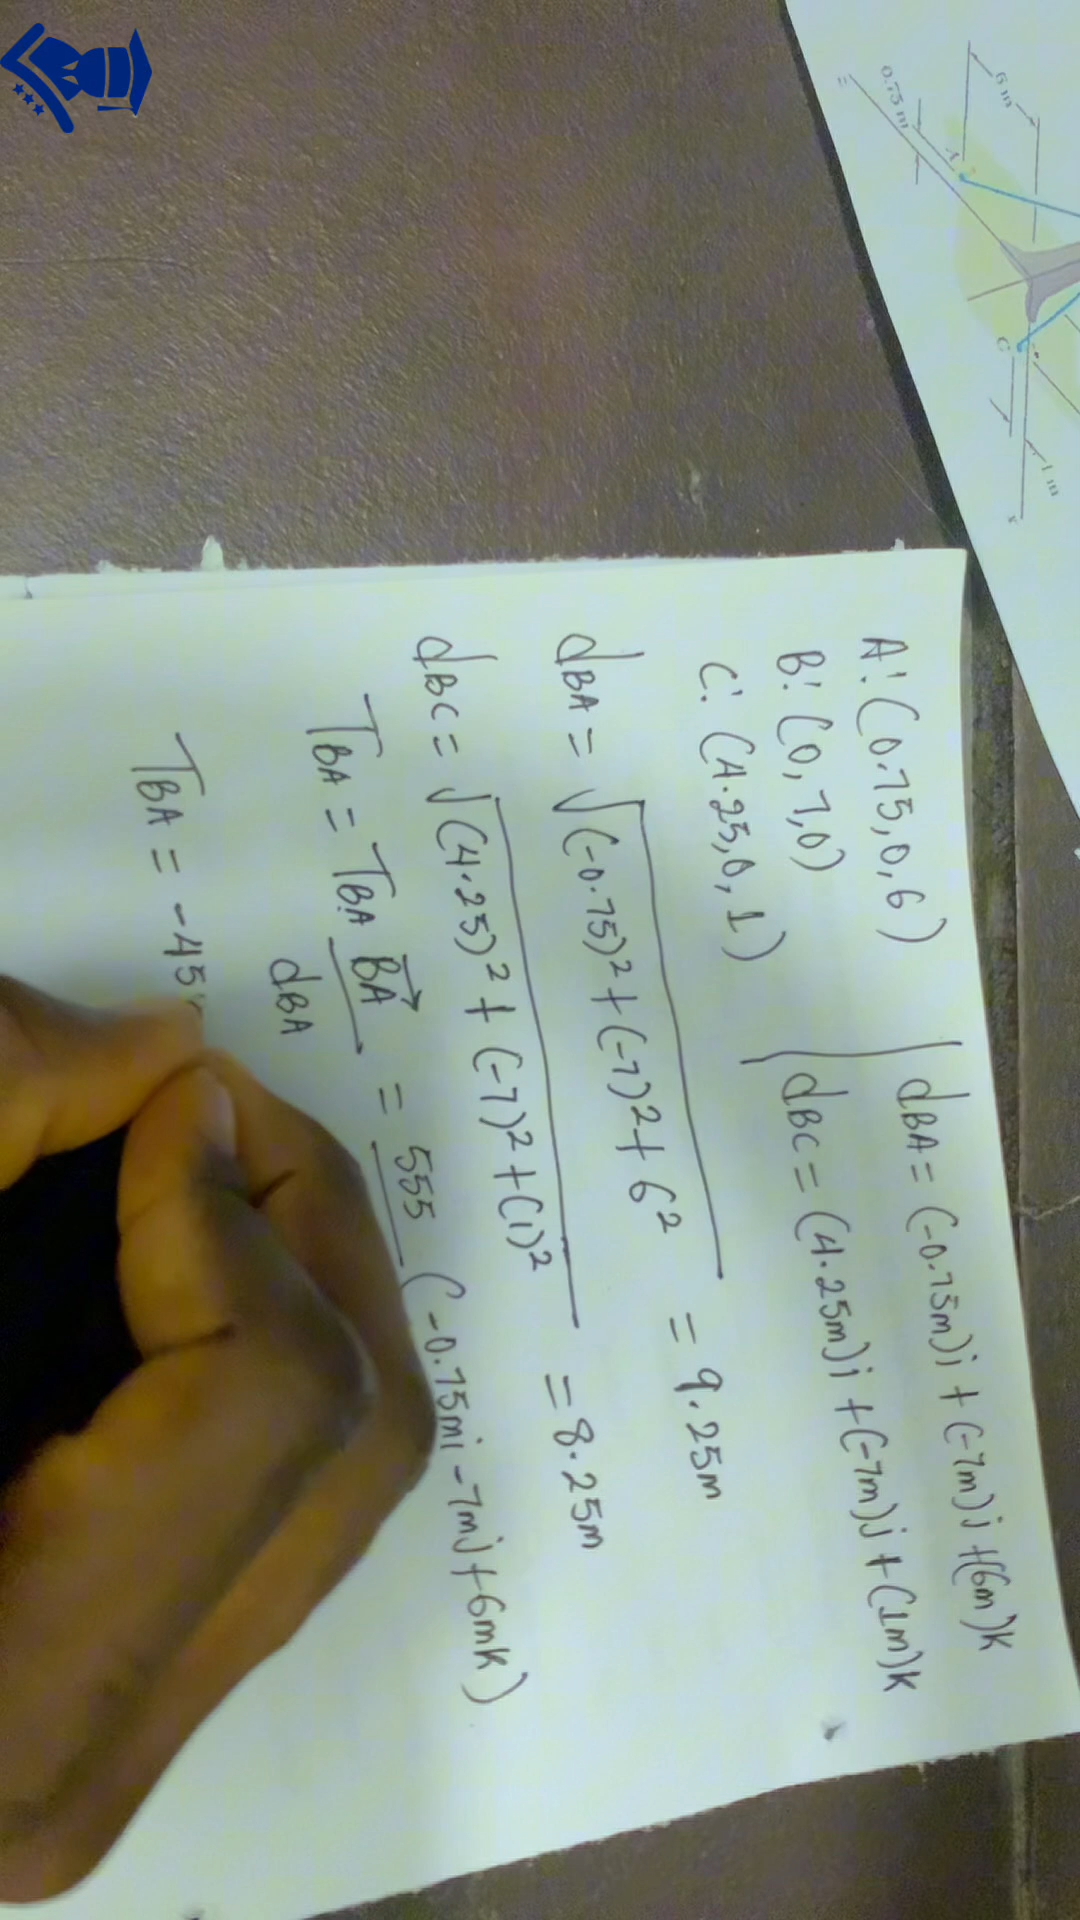 6 m
0.75 m
A
C
1 m
x
A: (0.75,0,6)
B: (0,7,0)
C: (4.25,0,1)
dBA = (-0.75m)i + (-7m)j + (6m)k
dBC = (4.25m)i + (-7m)j + (1m)k
dBA = √(-0.75)² + (-7)² + 6² = 9.25m
dBC = √(4.25)² + (-7)² + (1)² = 8.25m
TBA = TBA BA→ = 555 (-0.75mi - 7mj + 6mk)
dBA
TBA = -45